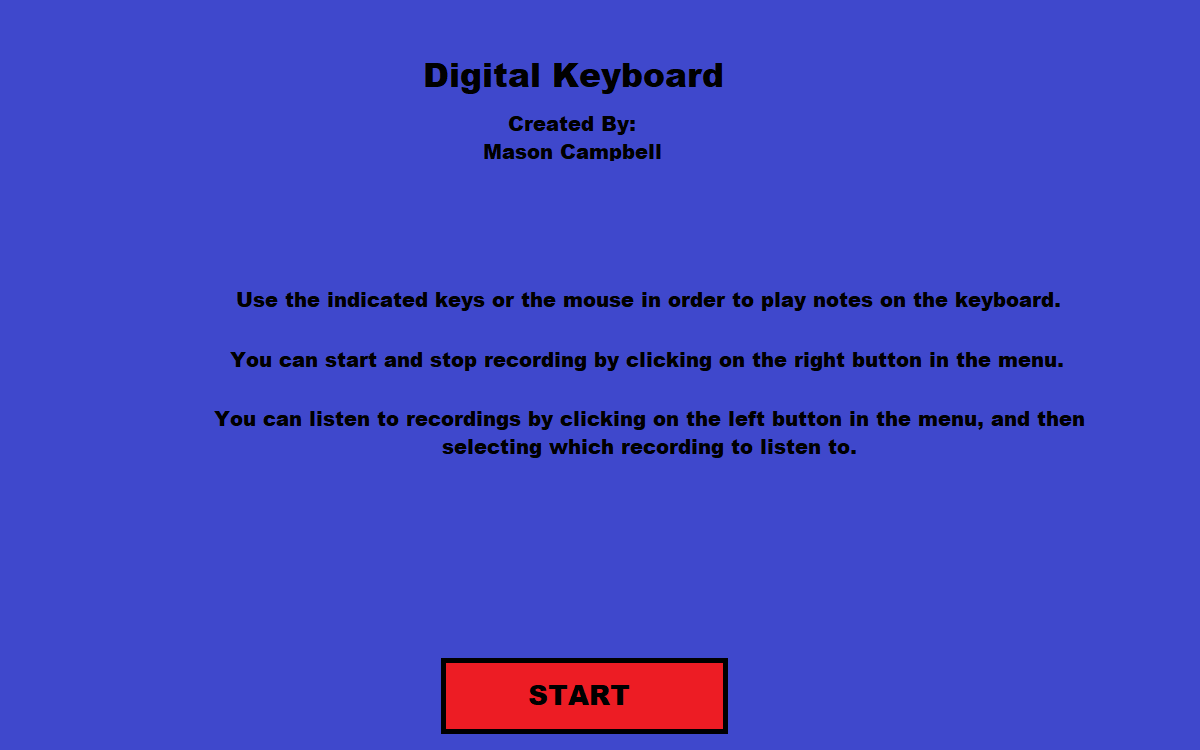 Digital Keyboard
Created By:
Mason Campbell
Use the indicated keys or the mouse in order to play notes on the keyboard.
You can start and stop recording by clicking on the right button in the menu.
You can listen to recordings by clicking on the left button in the menu, and then
selecting which recording to listen to.
START